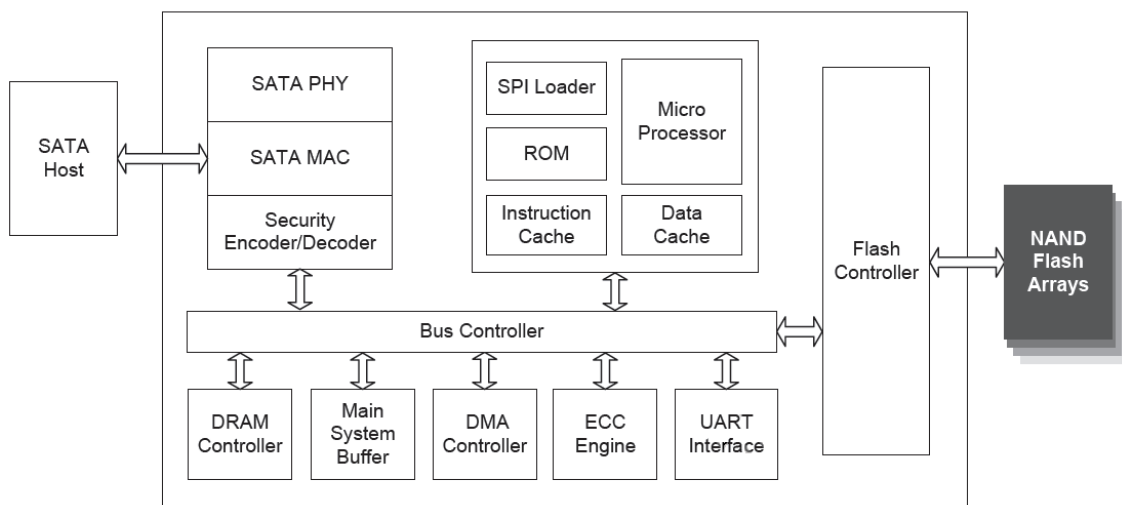 SATA
Host
SATA PHY
SATA MAC
Security
Encoder/Decoder
SPI Loader
ROM
Instruction
Cache
Micro
Processor
Data
Cache
Flash
Controller
NAND
Flash
Arrays
Bus Controller
DRAM
Controller
Main
System
Buffer
DMA
Controller
ECC
Engine
UART
Interface